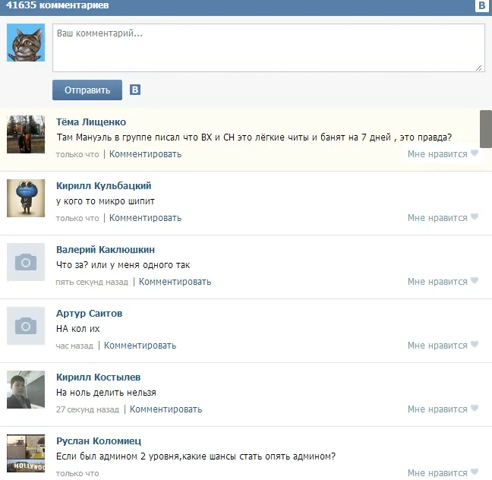 41635 комментариев
B
Ваш комментарий...
Отправить
B
Тёма Лищенко
Там Мануэль в группе писал что ВХ и СН это лёгкие читы и банят на 7 дней , это правда?
только что | Комментировать
Мне нравится
Кирилл Кульбацкий
у кого то микро шипит
только что | Комментировать
Мне нравится
Валерий Каклюшкин
Что за? или у меня одного так
пять секунд назад | Комментировать
Мне нравится
Артур Саитов
НА кол их
час назад | Комментировать
Мне нравится
Кирилл Костылев
На ноль делить нельзя
27 секунд назад | Комментировать
Мне нравится
Руслан Коломиец
Если был админом 2 уровня,какие шансы стать опять админом?
только что
Мне нравится